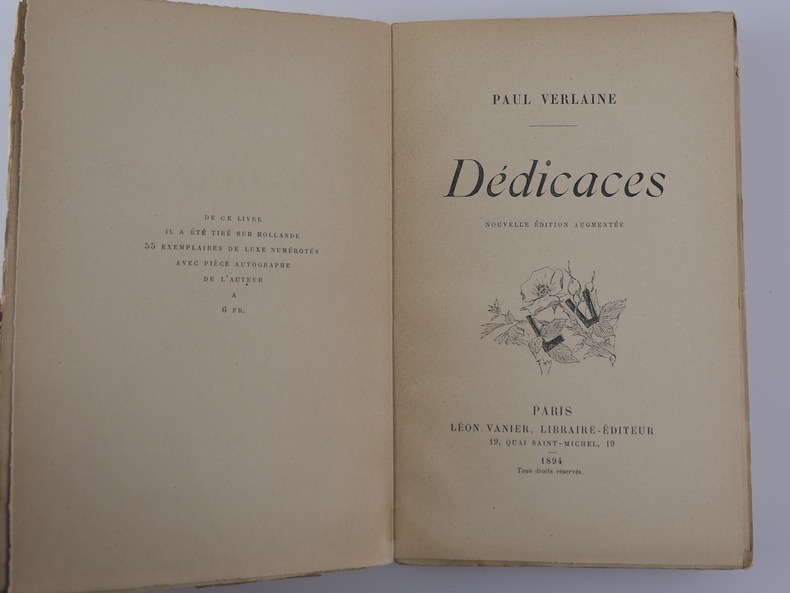 DE CE LIVRE
IL A ÉTÉ TIRÉ SUR HOLLANDE
55 EXEMPLAIRES DE LUXE NUMÉROTÉS
AVEC PIÈCE AUTOGRAPHE
DE L'AUTEUR
A
6 FR.
PAUL VERLAINE
Dédicaces
NOUVELLE ÉDITION AUGMENTÉE
LV
PARIS
LÉON VANIER, LIBRAIRE-ÉDITEUR
19, QUAI SAINT-MICHEL, 19
1894
Tous droits réservés.